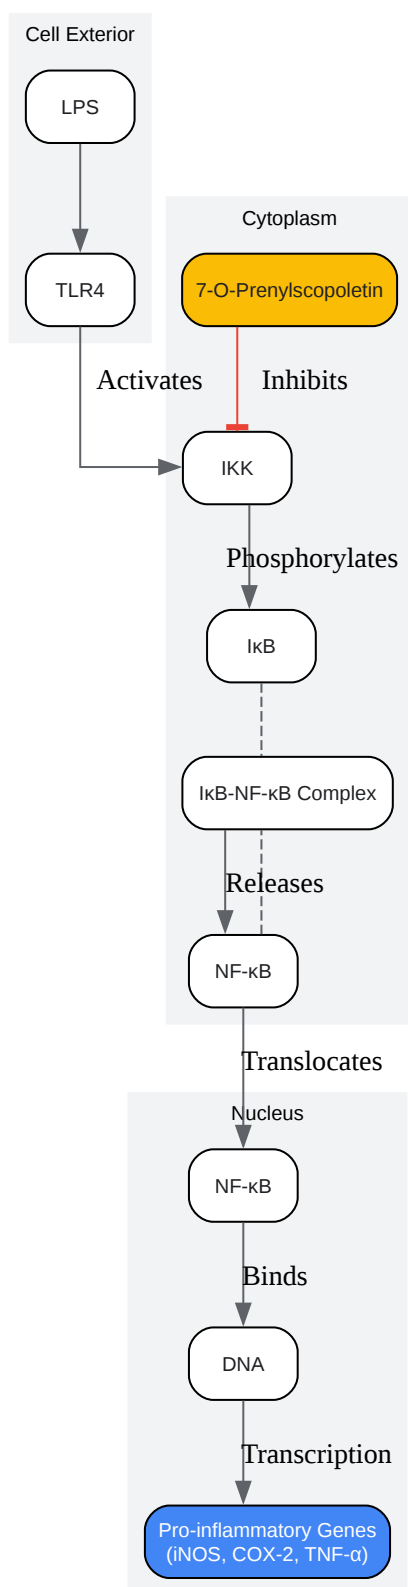 Cell Exterior
LPS
Cytoplasm
TLR4
7-O-Prenylscopoletin
Activates
Inhibits
IKK
Phosphorylates
IκB
IκB-NF-κB Complex
Releases
NF-κB
Translocates
Nucleus
NF-κB
Binds
DNA
Transcription
Pro-inflammatory Genes
(iNOS, COX-2, TNF-α)